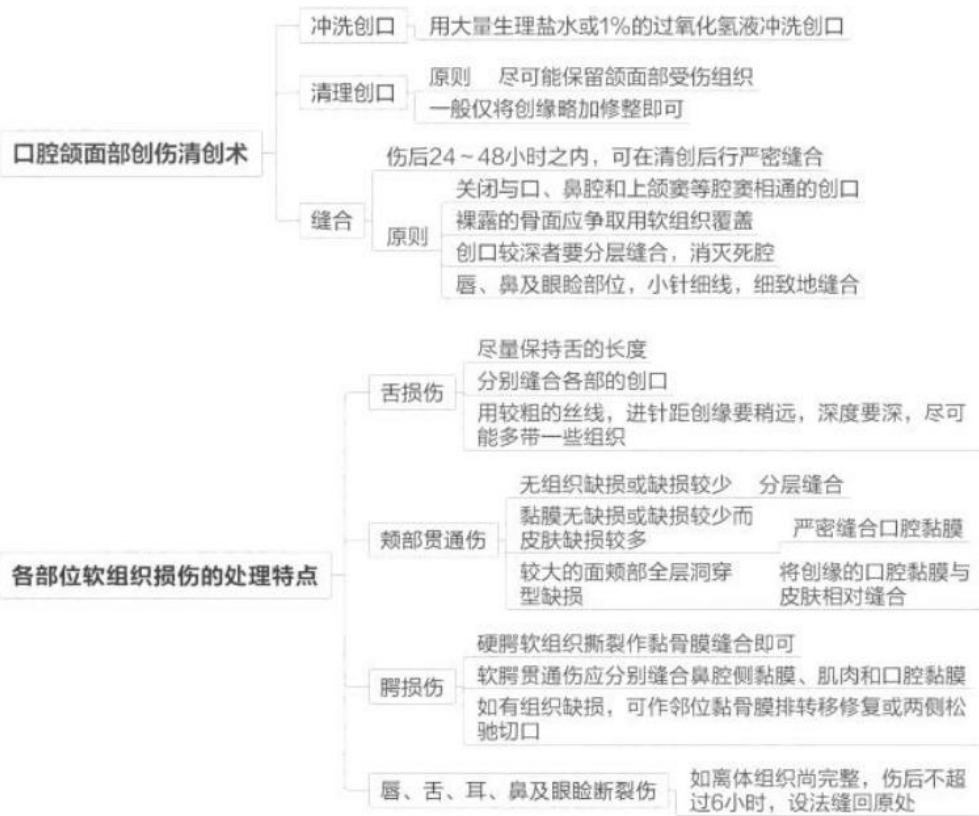 口腔颌面部创伤清创术
冲洗创口
用大量生理盐水或1%的过氧化氢液冲洗创口
清理创口
原则 尽可能保留颌面部受伤组织
一般仅将创缘略加修整即可
缝合
伤后24～48小时之内，可在清创后行严密缝合
原则
关闭与口、鼻腔和上颌窦等腔窦相通的创口
裸露的骨面应争取用软组织覆盖
创口较深者要分层缝合，消灭死腔
唇、鼻及眼睑部位，小针细线，细致地缝合
各部位软组织损伤的处理特点
舌损伤
尽量保持舌的长度
分别缝合各部的创口
用较粗的丝线，进针距创缘要稍远，深度要深，尽可
能多带一些组织
颊部贯通伤
无组织缺损或缺损较少 分层缝合
黏膜无缺损或缺损较少而
皮肤缺损较多
严密缝合口腔黏膜
较大的面颊部全层洞穿
型缺损
将创缘的口腔黏膜与
皮肤相对缝合
腭损伤
硬腭软组织撕裂作黏骨膜缝合即可
软腭贯通伤应分别缝合鼻腔侧黏膜、肌肉和口腔黏膜
如有组织缺损，可作邻位黏骨膜排转移修复或两侧松
驰切口
唇、舌、耳、鼻及眼睑断裂伤
如离体组织尚完整，伤后不超
过6小时，设法缝回原处